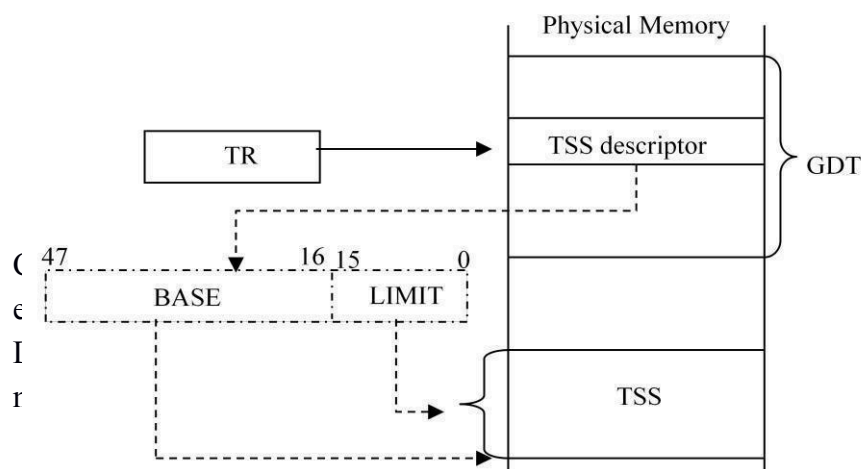 Physical Memory
TSS descriptor
TR
GDT
47 16 15 0
BASE LIMIT
TSS